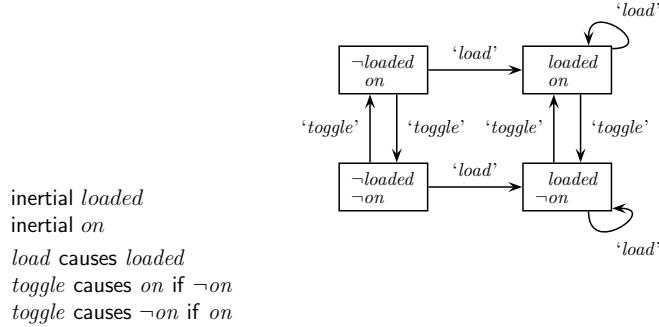 ‘load’
¬loaded ‘load’ loaded
on on
‘toggle’ ‘toggle’ ‘toggle’ ‘toggle’
¬loaded ‘load’ loaded
¬on ¬on
‘load’
inertial loaded
inertial on
load causes loaded
toggle causes on if ¬on
toggle causes ¬on if on